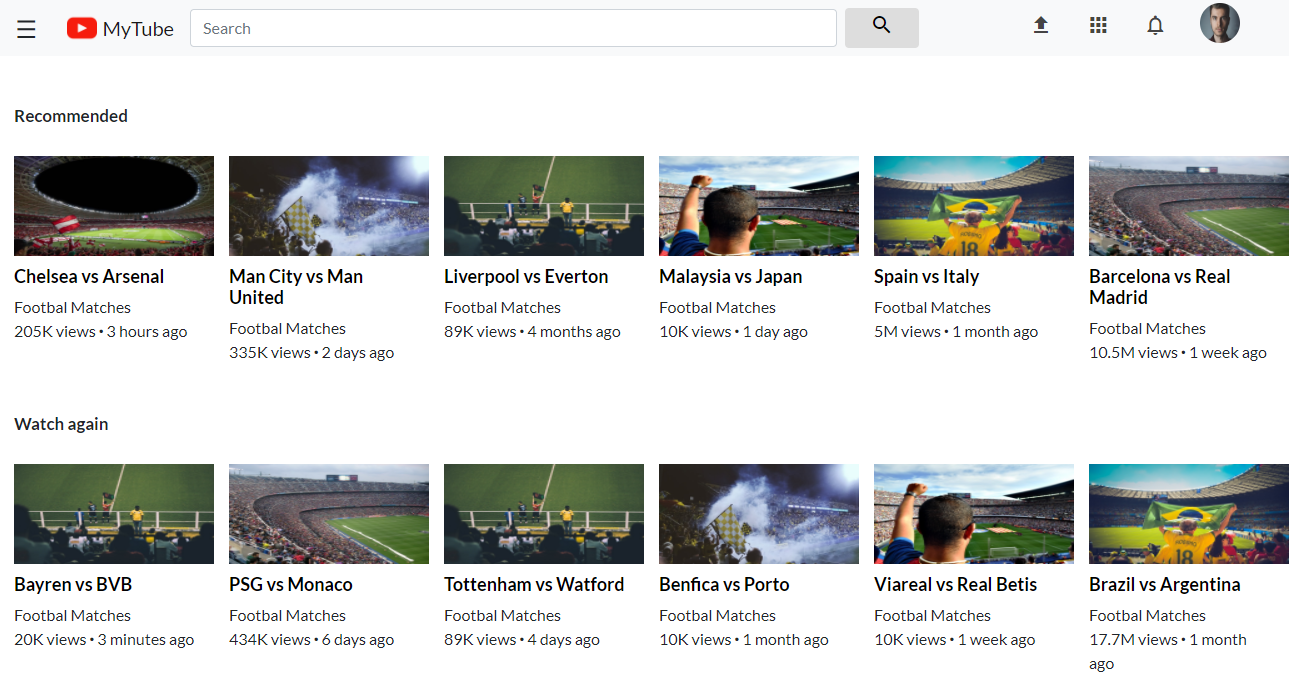 MyTube
Search
Recommended
Chelsea vs Arsenal
Footbal Matches
205K views • 3 hours ago
Man City vs Man
United
Footbal Matches
335K views • 2 days ago
Liverpool vs Everton
Footbal Matches
89K views • 4 months ago
Malaysia vs Japan
Footbal Matches
10K views • 1 day ago
Spain vs Italy
Footbal Matches
5M views • 1 month ago
Barcelona vs Real
Madrid
Footbal Matches
10.5M views • 1 week ago
Watch again
Bayren vs BVB
Footbal Matches
20K views • 3 minutes ago
PSG vs Monaco
Footbal Matches
434K views • 6 days ago
Tottenham vs Watford
Footbal Matches
89K views • 4 days ago
Benfica vs Porto
Footbal Matches
10K views • 1 month ago
Viareal vs Real Betis
Footbal Matches
10K views • 1 week ago
Brazil vs Argentina
Footbal Matches
17.7M views • 1 month
ago